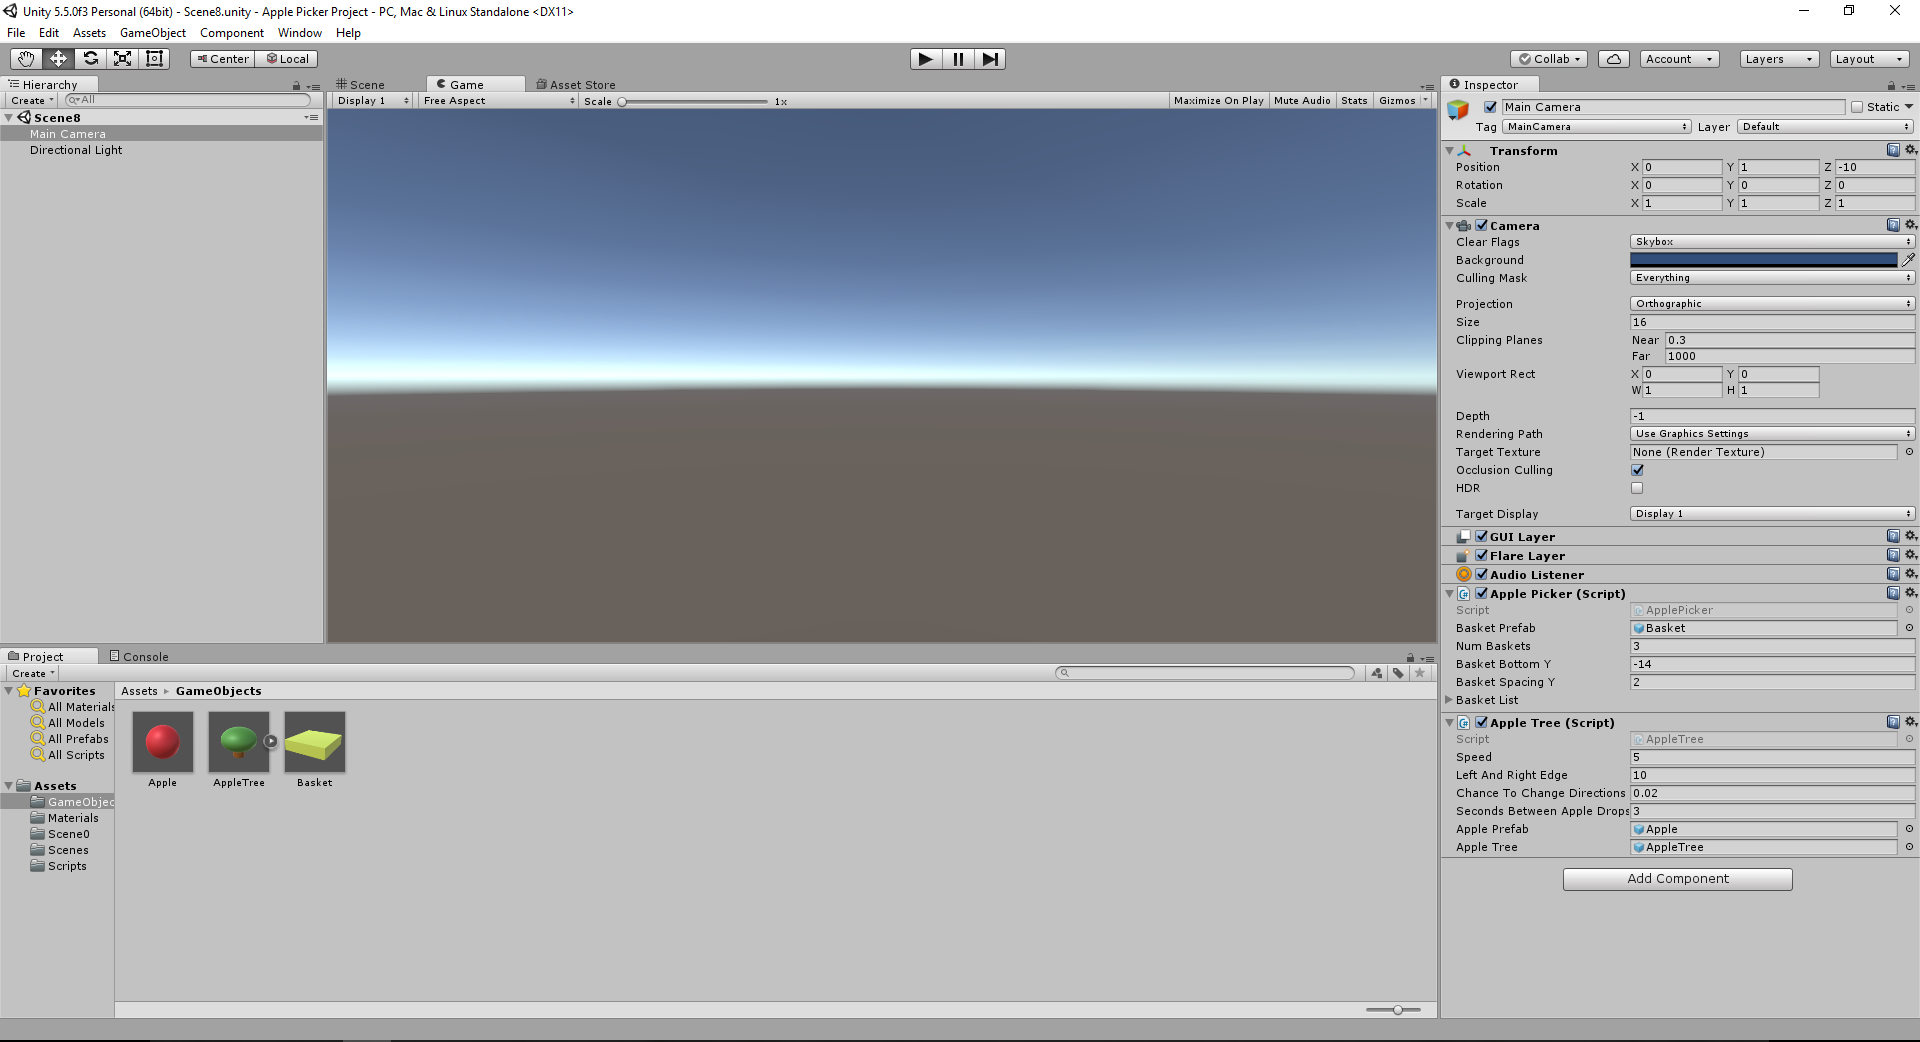 Unity 5.5.0f3 Personal (64bit) - Scene8.unity - Apple Picker Project - PC, Mac & Linux Standalone <DX11>
File Edit Assets GameObject Component Window Help
Center Local Collab Account Layers Layout
Hierarchy
Create All
Scene8
Main Camera
Directional Light
Scene Game Asset Store
Display 1 Free Aspect Scale 1x Maximize On Play Mute Audio Stats Gizmos
Inspector
Main Camera Static
Tag MainCamera Layer Default
Transform
Position X 0 Y 1 Z -10
Rotation X 0 Y 0 Z 0
Scale X 1 Y 1 Z 1
Camera
Clear Flags Skybox
Background
Culling Mask Everything
Projection Orthographic
Size 16
Clipping Planes Near 0.3
Far 1000
Viewport Rect X 0 Y 0
W 1 H 1
Depth -1
Rendering Path Use Graphics Settings
Target Texture None (Render Texture)
Occlusion Culling
HDR
Target Display Display 1
GUI Layer
Flare Layer
Audio Listener
Apple Picker (Script)
Script ApplePicker
Basket Prefab Basket
Num Baskets 3
Basket Bottom Y -14
Basket Spacing Y 2
Basket List
Apple Tree (Script)
Script AppleTree
Speed 5
Left And Right Edge 10
Chance To Change Directions 0.02
Seconds Between Apple Drops 3
Apple Prefab Apple
Apple Tree AppleTree
Add Component
Project Console
Create
Favorites
All Materials
All Models
All Prefabs
All Scripts
Assets
GameObjec
Materials
Scene0
Scenes
Scripts
Assets GameObjects
Apple AppleTree Basket